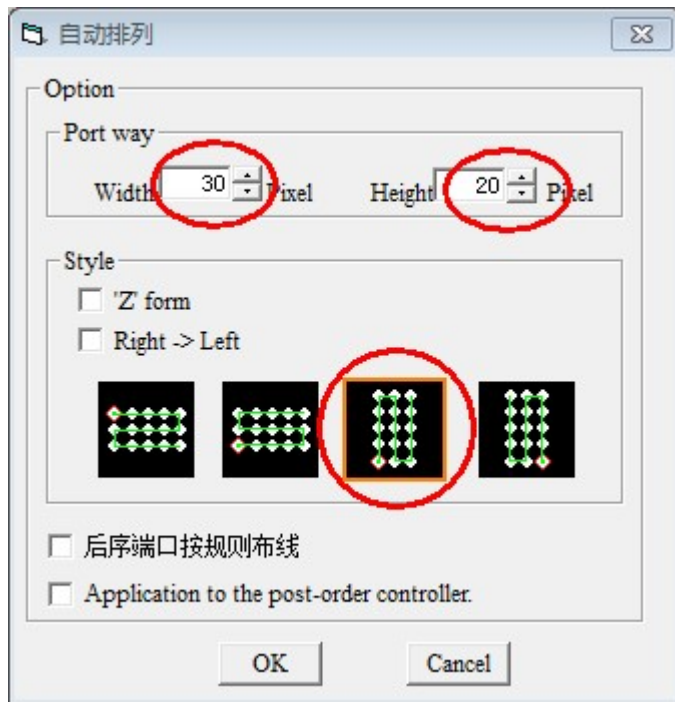 自动排列
Option
Port way
Width 30 Pixel Height 20 Pixel
Style
'Z' form
Right -> Left
后序端口按规则布线
Application to the post-order controller.
OK Cancel